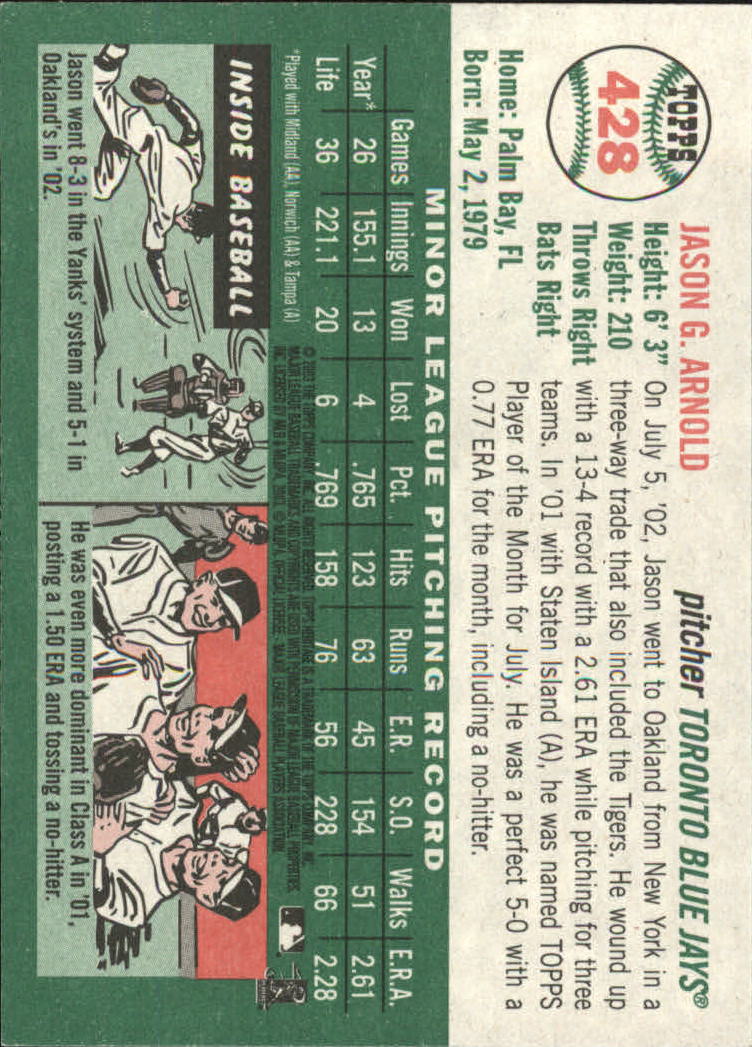 TOPPS
428
JASON G. ARNOLD
pitcher TORONTO BLUE JAYS®
Height: 6' 3"
Weight: 210
Throws Right
Bats Right
Home: Palm Bay, FL
Born: May 2, 1979
On July 5, '02, Jason went to Oakland from New York in a
three-way trade that also included the Tigers. He wound up
with a 13-4 record with a 2.61 ERA while pitching for three
teams. In '01 with Staten Island (A), he was named TOPPS
Player of the Month for July. He was a perfect 5-0 with a
0.77 ERA for the month, including a no-hitter.
MINOR LEAGUE PITCHING RECORD
Games Innings Won Lost Pct. Hits Runs E.R. S.O. Walks E.R.A.
Year* 26 155.1 13 4 .765 123 63 45 154 51 2.61
Life 36 221.1 20 6 .769 158 76 56 228 66 2.28
*Played with Midland (AA), Norwich (AA) & Tampa (A)
INSIDE BASEBALL
Jason went 8-3 in the Yanks' system and 5-1 in
Oakland's in '02.
He was even more dominant in Class A in '01,
posting a 1.50 ERA and tossing a no-hitter.